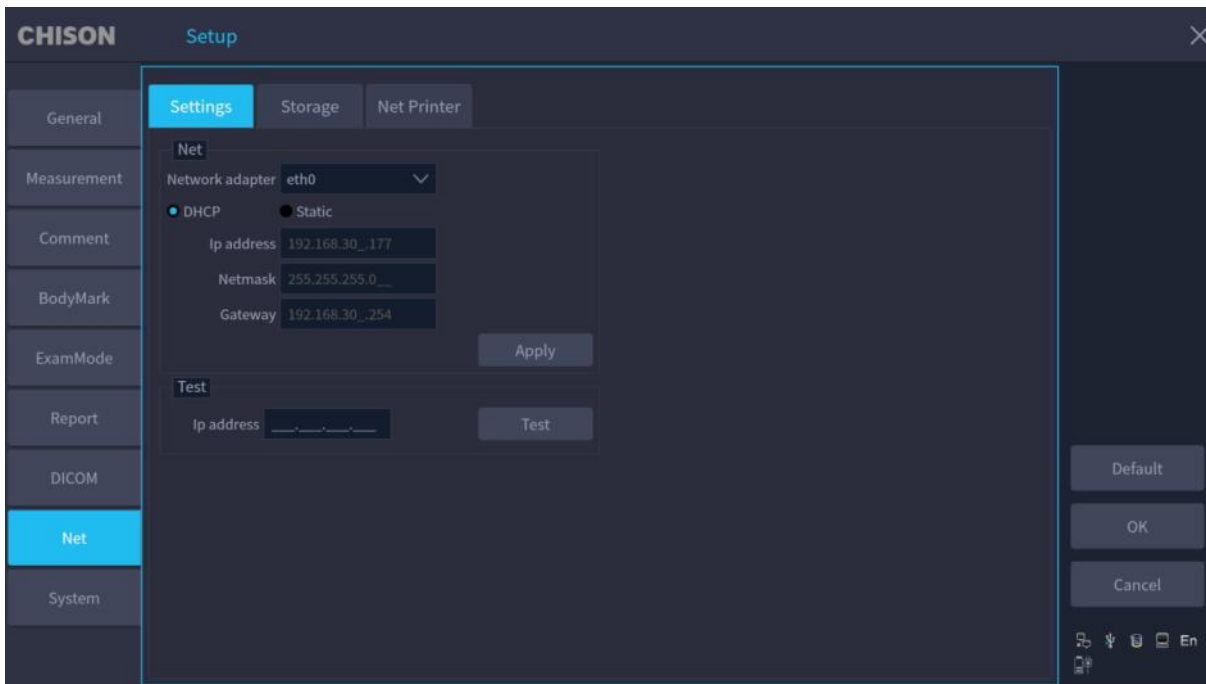 CHISON
Setup
General
Measurement
Comment
BodyMark
ExamMode
Report
DICOM
Net
System
Settings Storage Net Printer
Net
Network adapter eth0
DHCP Static
Ip address 192.168.30_.177
Netmask 255.255.255.0__
Gateway 192.168.30_.254
Apply
Test
Ip address ___.___.___.___
Test
Default
OK
Cancel
En